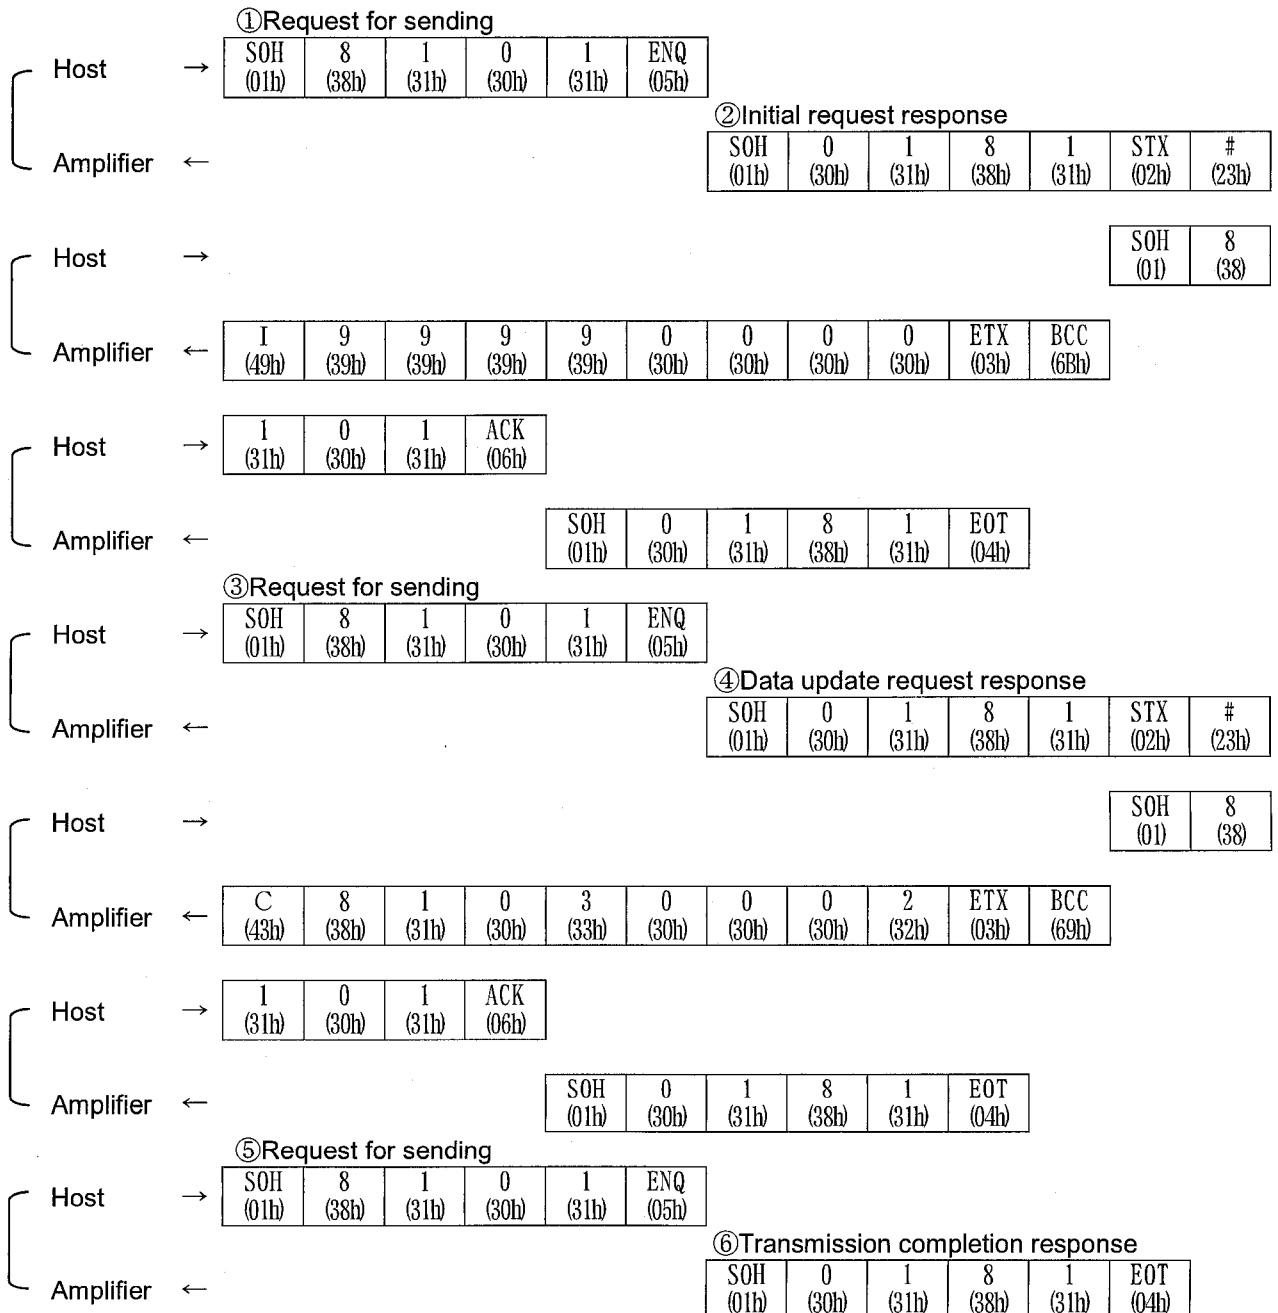 ①Request for sending
Host → SOH 8 1 0 1 ENQ
(01h) (38h) (31h) (30h) (31h) (05h)
②Initial request response
Amplifier ← SOH 0 1 8 1 STX #
(01h) (30h) (31h) (38h) (31h) (02h) (23h)
Host → SOH 8
(01) (38)
Amplifier ← I 9 9 9 9 0 0 0 0 ETX BCC
(49h) (39h) (39h) (39h) (39h) (30h) (30h) (30h) (30h) (03h) (6Bh)
Host → 1 0 1 ACK
(31h) (30h) (31h) (06h)
Amplifier ← SOH 0 1 8 1 EOT
(01h) (30h) (31h) (38h) (31h) (04h)
③Request for sending
Host → SOH 8 1 0 1 ENQ
(01h) (38h) (31h) (30h) (31h) (05h)
④Data update request response
Amplifier ← SOH 0 1 8 1 STX #
(01h) (30h) (31h) (38h) (31h) (02h) (23h)
Host → SOH 8
(01) (38)
Amplifier ← C 8 1 0 3 0 0 0 2 ETX BCC
(43h) (38h) (31h) (30h) (33h) (30h) (30h) (30h) (32h) (03h) (69h)
Host → 1 0 1 ACK
(31h) (30h) (31h) (06h)
Amplifier ← SOH 0 1 8 1 EOT
(01h) (30h) (31h) (38h) (31h) (04h)
⑤Request for sending
Host → SOH 8 1 0 1 ENQ
(01h) (38h) (31h) (30h) (31h) (05h)
⑥Transmission completion response
Amplifier ← SOH 0 1 8 1 EOT
(01h) (30h) (31h) (38h) (31h) (04h)